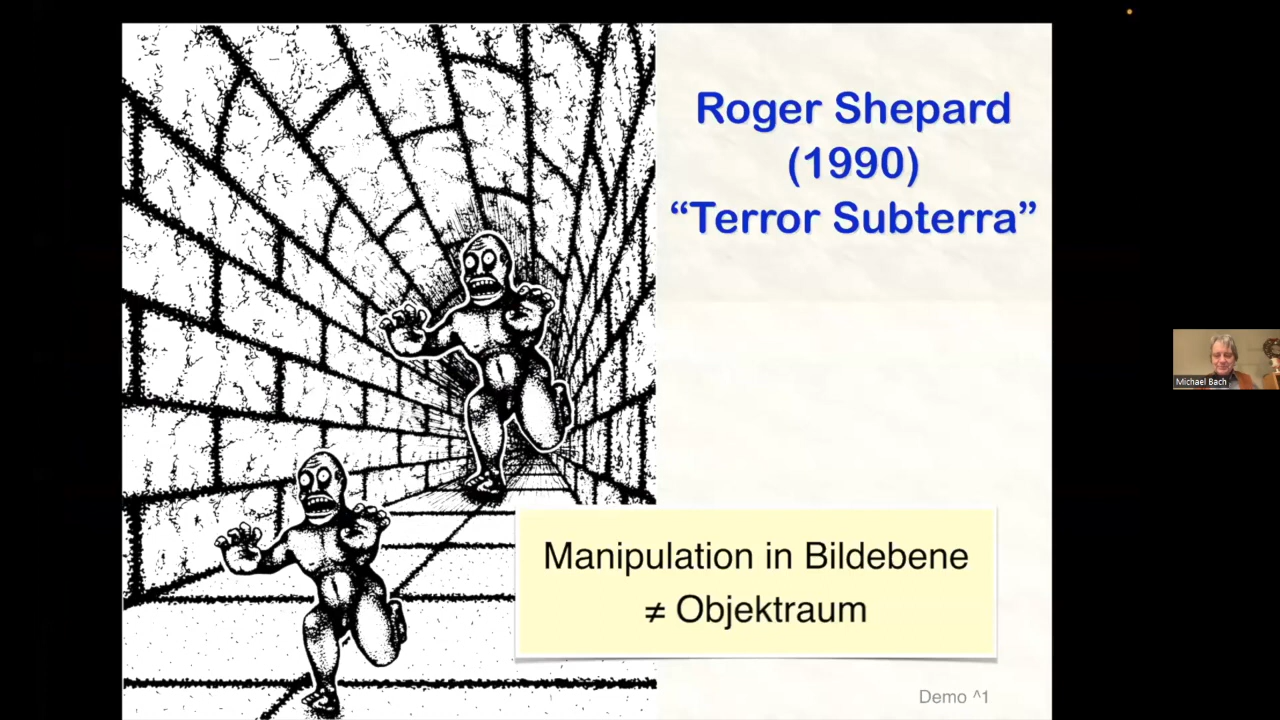 Roger Shepard
(1990)
“Terror Subterra”
Manipulation in Bildebene
≠ Objektraum
Demo ^1
Michael Bach